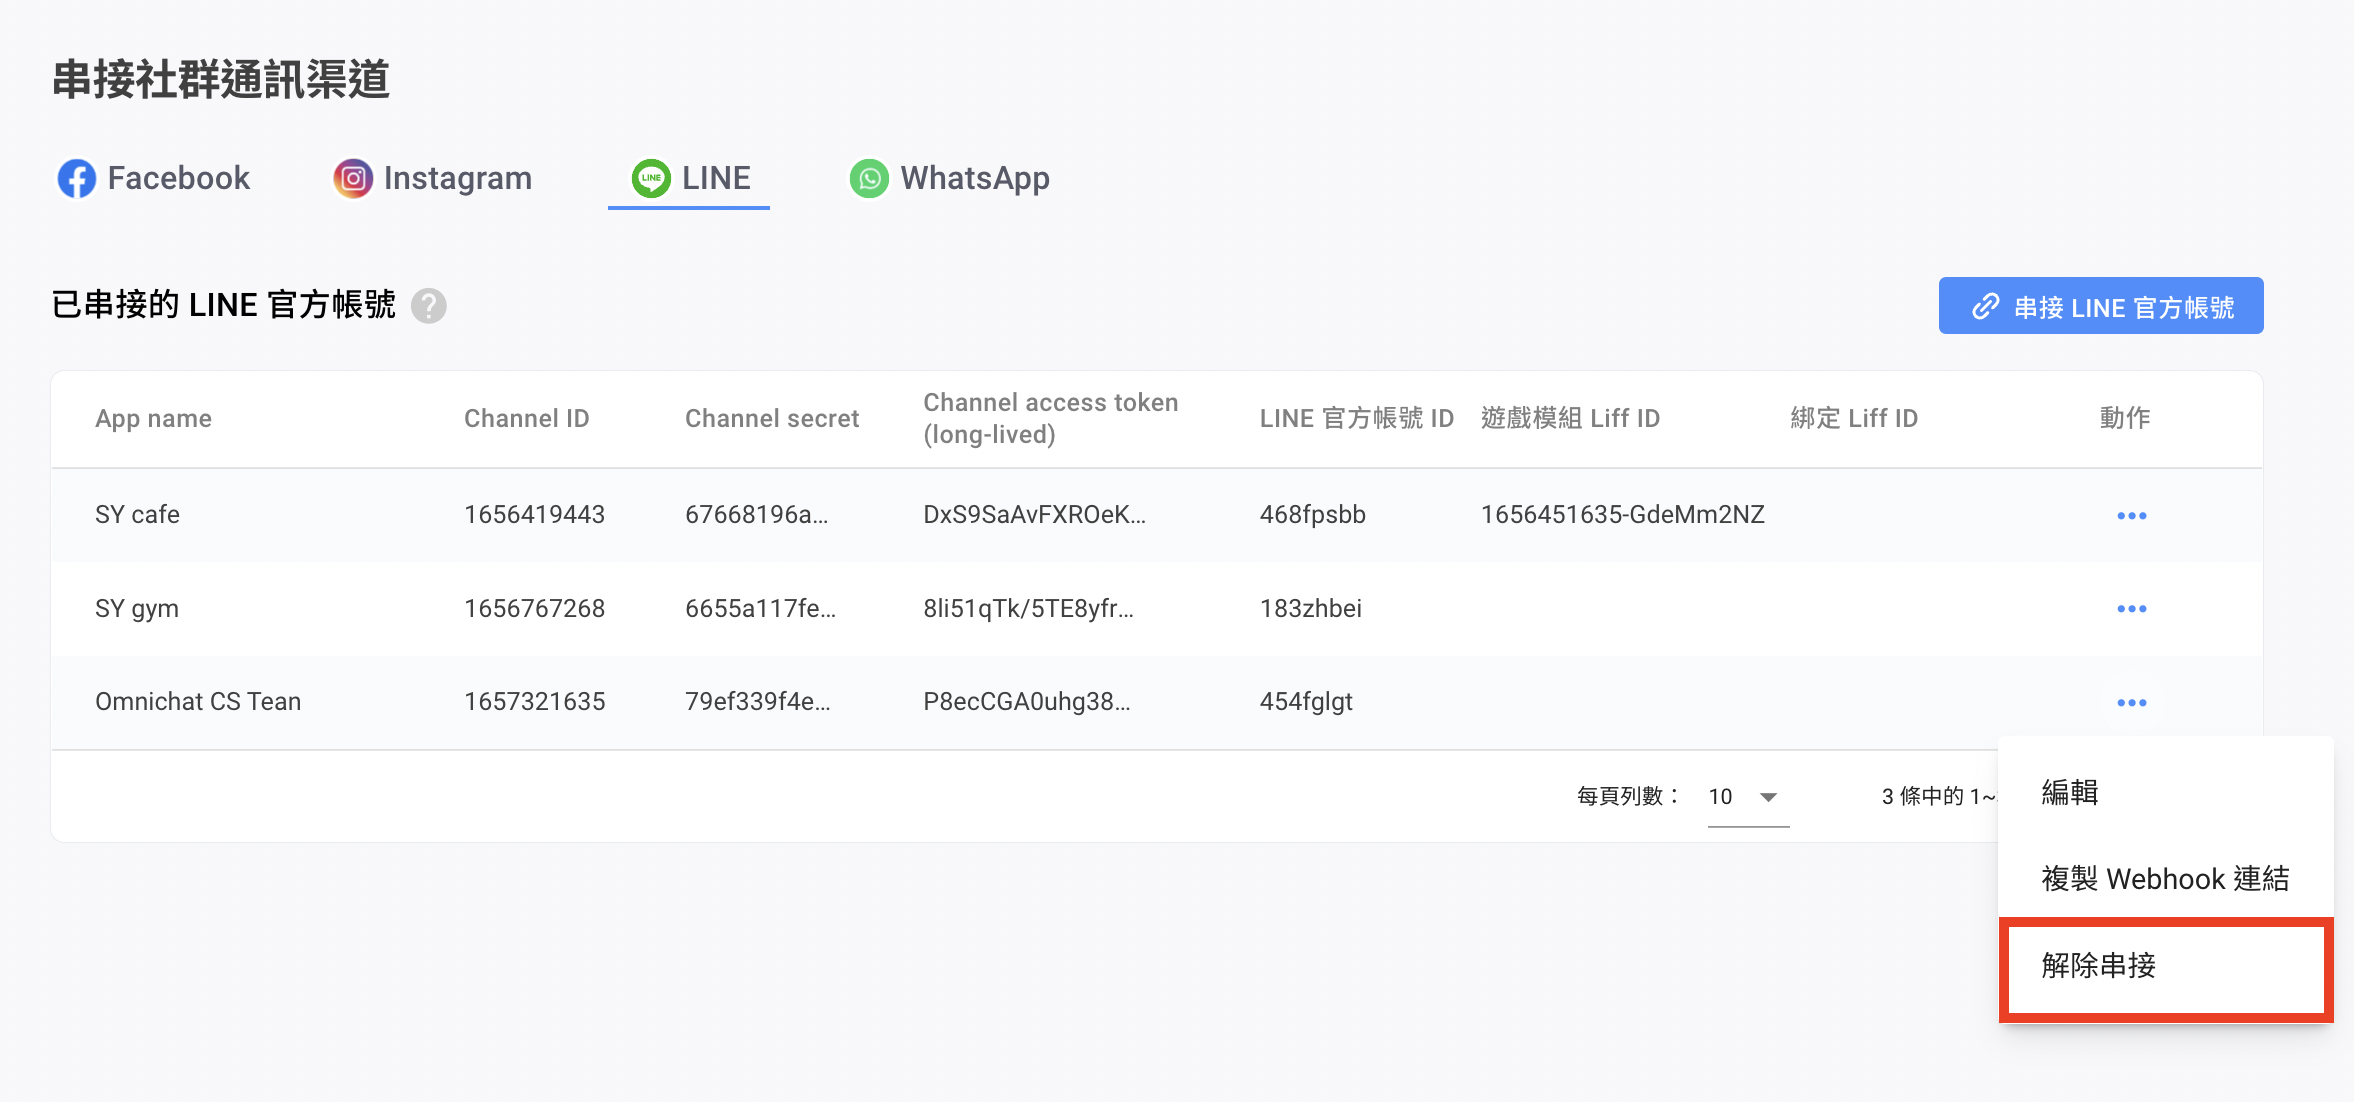 串接社群通訊渠道
Facebook Instagram LINE LINE WhatsApp
已串接的 LINE 官方帳號 ? 串接 LINE 官方帳號
App name Channel ID Channel secret Channel access token (long-lived) LINE 官方帳號 ID 遊戲模組 Liff ID 綁定 Liff ID 動作
SY cafe 1656419443 67668196a... DxS9SaAvFXROeK... 468fpsbb 1656451635-GdeMm2NZ
SY gym 1656767268 6655a117fe... 8li51qTk/5TE8yfr... 183zhbei
Omnichat CS Tean 1657321635 79ef339f4e... P8ecCGA0uhg38... 454fglgt
每頁列數： 10 3 條中的 1~
編輯
複製 Webhook 連結
解除串接